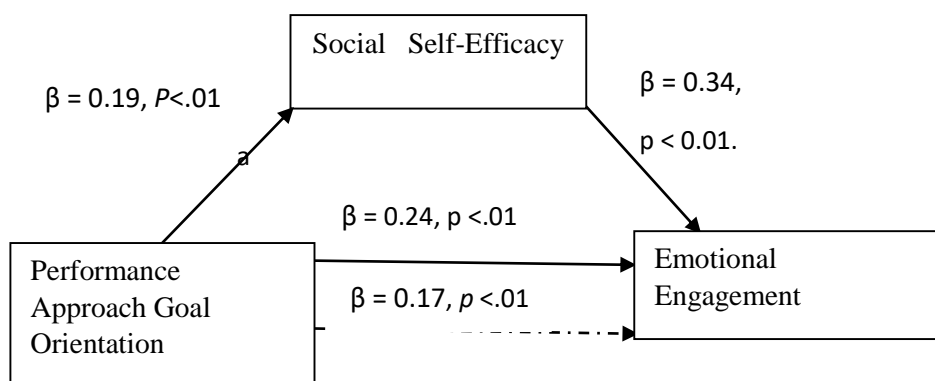 Social Self-Efficacy
β = 0.19, P<.01
β = 0.34,
p < 0.01.
a
β = 0.24, p <.01
Performance
Approach Goal
Orientation
β = 0.17, p <.01
Emotional
Engagement